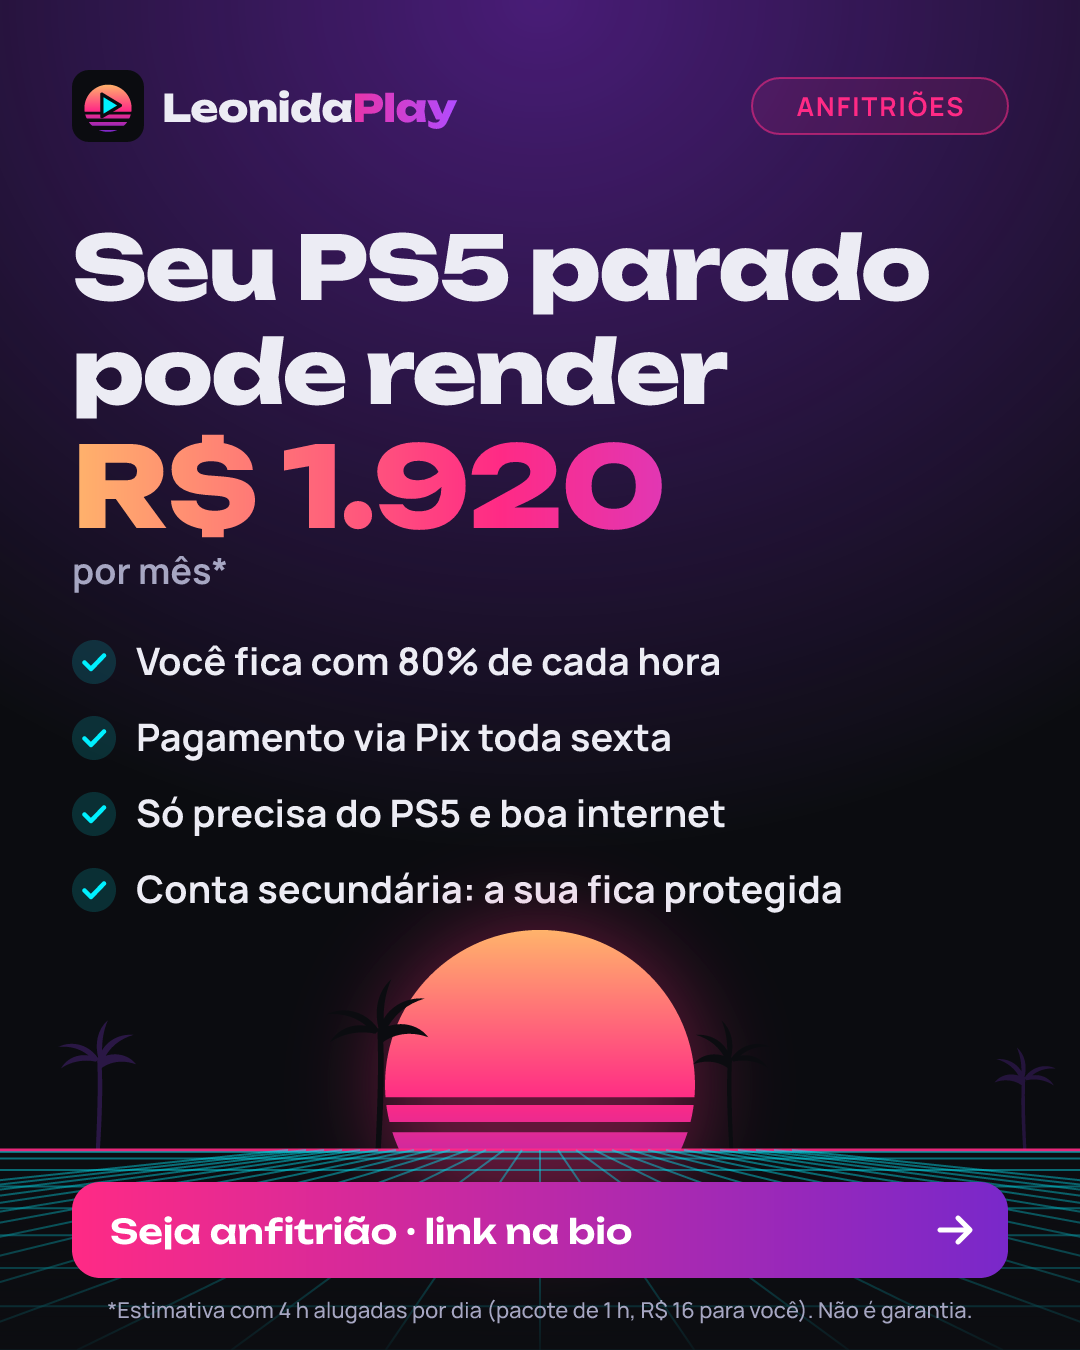 LeonidaPlay
ANFITRIÕES
Seu PS5 parado
pode render
R$ 1.920
por mês*
Você fica com 80% de cada hora
Pagamento via Pix toda sexta
Só precisa do PS5 e boa internet
Conta secundária: a sua fica protegida
Seja anfitrião · link na bio
*Estimativa com 4 h alugadas por dia (pacote de 1 h, R$ 16 para você). Não é garantia.